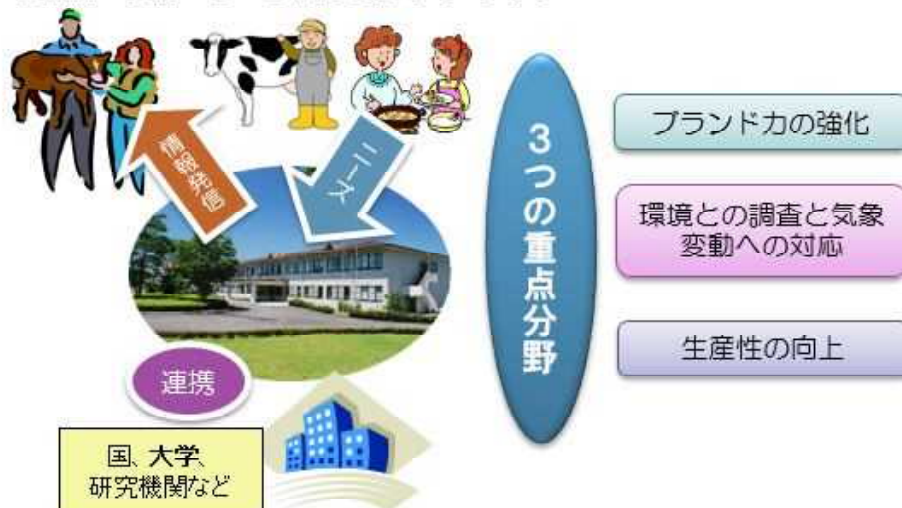 情報発信
ニーズ
連携
国、大学、
研究機関など
3つの重点分野
ブランド力の強化
環境との調査と気象
変動への対応
生産性の向上